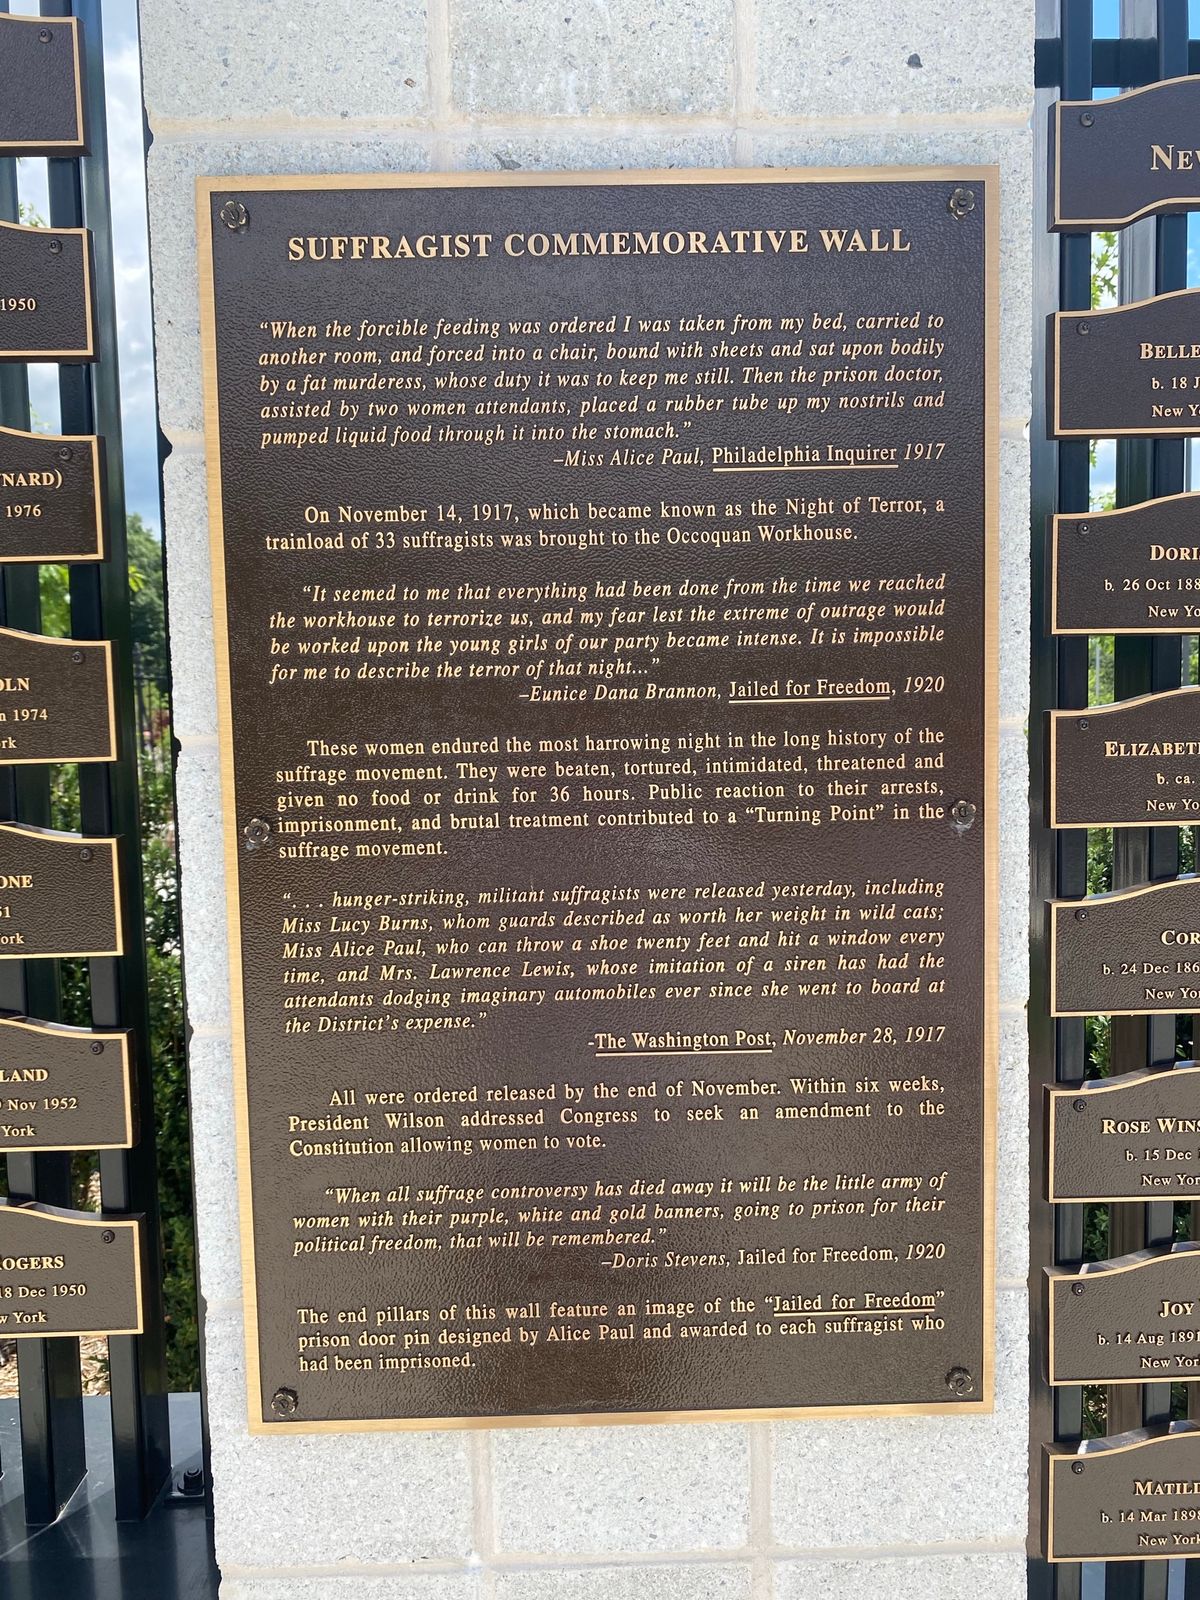 SUFFRAGIST COMMEMORATIVE WALL
“When the forcible feeding was ordered I was taken from my bed, carried to
another room, and forced into a chair, bound with sheets and sat upon bodily
by a fat murderess, whose duty it was to keep me still. Then the prison doctor,
assisted by two women attendants, placed a rubber tube up my nostrils and
pumped liquid food through it into the stomach.”
–Miss Alice Paul, Philadelphia Inquirer 1917
On November 14, 1917, which became known as the Night of Terror, a
trainload of 33 suffragists was brought to the Occoquan Workhouse.
“It seemed to me that everything had been done from the time we reached
the workhouse to terrorize us, and my fear lest the extreme of outrage would
be worked upon the young girls of our party became intense. It is impossible
for me to describe the terror of that night...”
–Eunice Dana Brannon, Jailed for Freedom, 1920
These women endured the most harrowing night in the long history of the
suffrage movement. They were beaten, tortured, intimidated, threatened and
given no food or drink for 36 hours. Public reaction to their arrests,
imprisonment, and brutal treatment contributed to a “Turning Point” in the
suffrage movement.
“. . . hunger-striking, militant suffragists were released yesterday, including
Miss Lucy Burns, whom guards described as worth her weight in wild cats;
Miss Alice Paul, who can throw a shoe twenty feet and hit a window every
time, and Mrs. Lawrence Lewis, whose imitation of a siren has had the
attendants dodging imaginary automobiles ever since she went to board at
the District’s expense.”
-The Washington Post, November 28, 1917
All were ordered released by the end of November. Within six weeks,
President Wilson addressed Congress to seek an amendment to the
Constitution allowing women to vote.
“When all suffrage controversy has died away it will be the little army of
women with their purple, white and gold banners, going to prison for their
political freedom, that will be remembered.”
–Doris Stevens, Jailed for Freedom, 1920
The end pillars of this wall feature an image of the “Jailed for Freedom”
prison door pin designed by Alice Paul and awarded to each suffragist who
had been imprisoned.
1950
1976
1974
Nov 1952
York
ROGERS
18 Dec 1950
York
BELLE
b. 18
New
b. 26 Oct
New
b. ca.
New
b. 24 Dec
New
ROSE
b. 15 Dec
New
JOY
b. 14 Aug 1891
New
b. 14 Mar
New